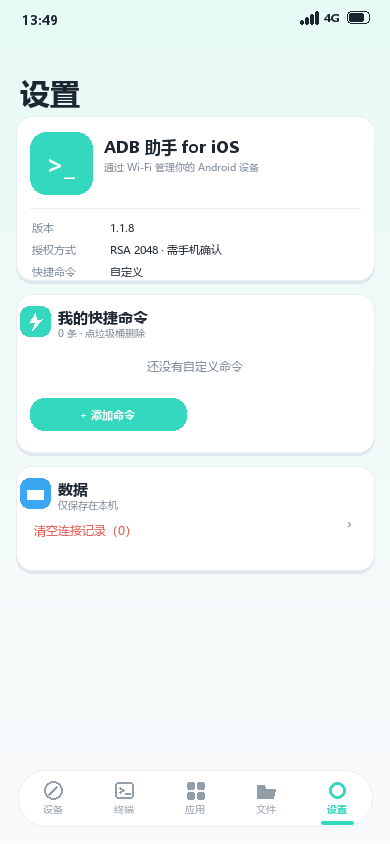 13:49
4G
设置
>_
ADB 助手 for iOS
通过 Wi-Fi 管理你的 Android 设备
版本 1.1.8
授权方式 RSA 2048 · 需手机确认
快捷命令 自定义
我的快捷命令
0 条 · 点垃圾桶删除
还没有自定义命令
+ 添加命令
数据
仅保存在本机
清空连接记录（0） ›
设备 终端 应用 文件 设置